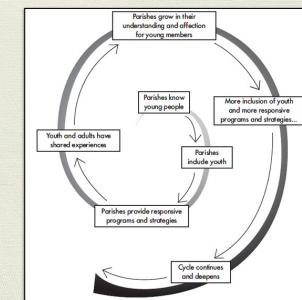 Parishes grow in their
understanding and affection
for young members
Parishes know
young people
More inclusion of youth
and more responsive
programs and strategies...
Youth and adults have
shared experiences
Parishes
include youth
Parishes provide responsive
programs and strategies
Cycle continues
and deepens